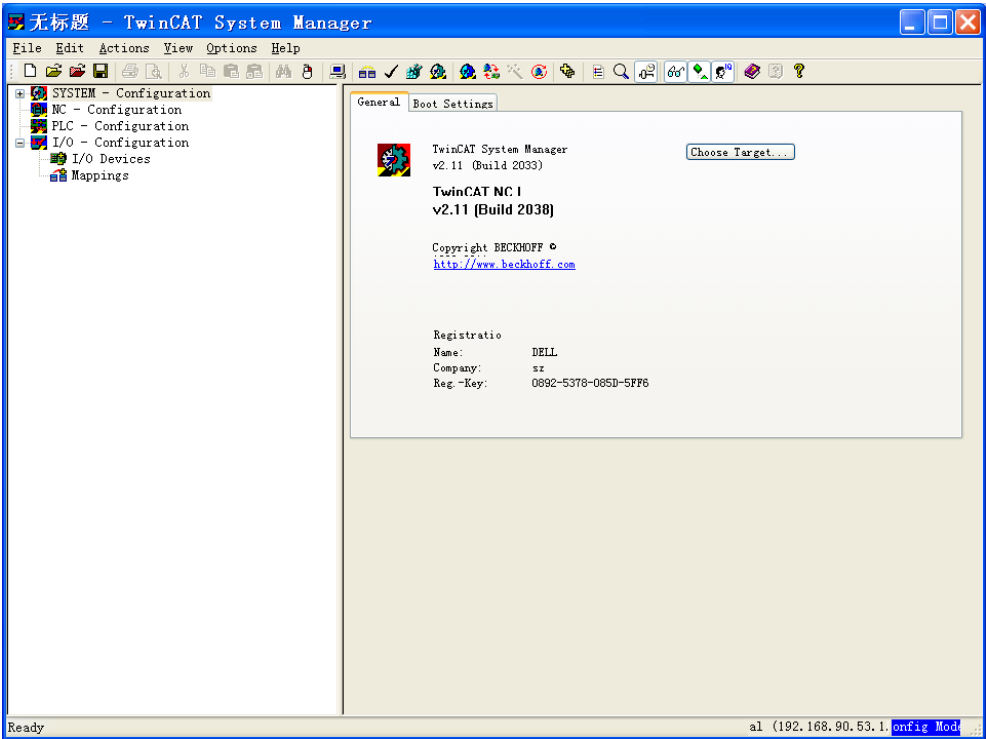 无标题 - TwinCAT System Manager
File Edit Actions View Options Help
SYSTEM - Configuration
NC - Configuration
PLC - Configuration
I/O - Configuration
I/O Devices
Mappings
General Boot Settings
TwinCAT System Manager
v2.11 (Build 2033)
Choose Target...
TwinCAT NC I
v2.11 (Build 2038)
Copyright BECKHOFF ©
http://www.beckhoff.com
Registratio
Name: DELL
Company: sz
Reg.-Key: 0892-5378-085D-5FF6
Ready
al (192.168.90.53.1. onfig Mode